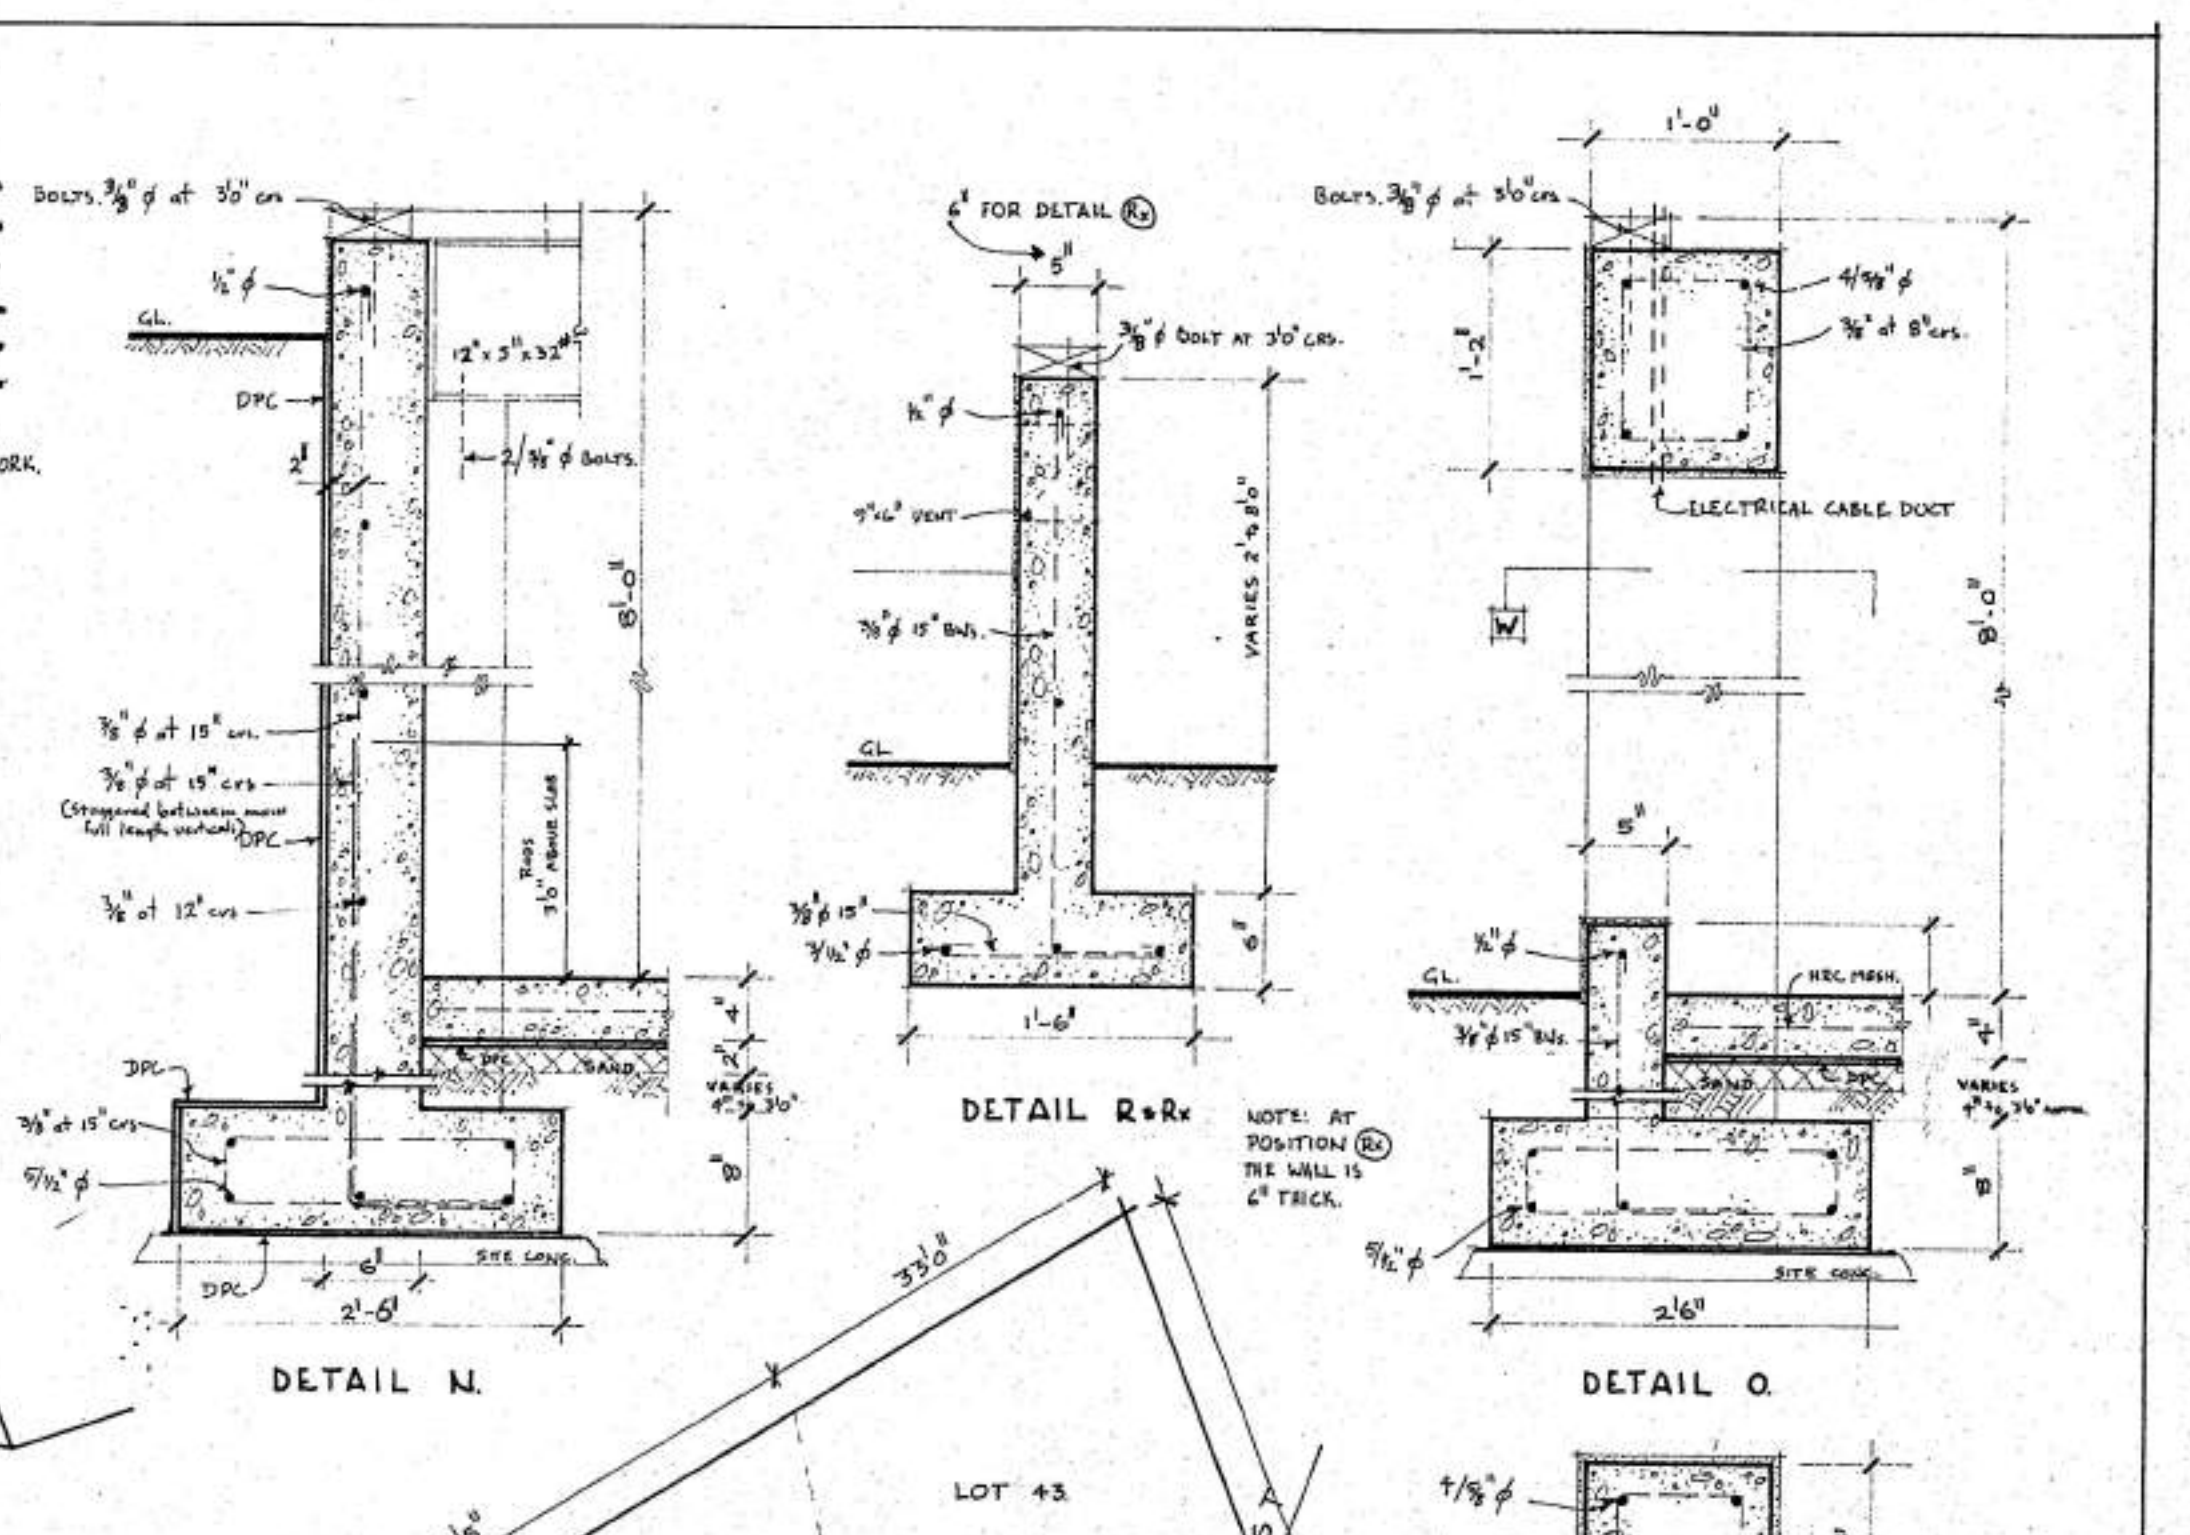 ORK.
BOLTS. 3/8" ϕ at 3'0" crs
1/2" ϕ
GL.
DPC
2"
12" x 5" x 32#
2/3/8" ϕ BOLTS.
8'-0"
3/8" ϕ at 15" crs.
3/8" ϕ at 15" crs
(Staggered between main
full length verticals)
DPC
3/8" at 12" crs
RODS
3'0" ABOVE SLAB
4"
2"
DPC
SAND
VARIES
DPC
3/8" at 15" crs
5/1/2" ϕ
8"
SITE CONC.
DPC
6"
2'-6"
DETAIL N.
6" FOR DETAIL Rx
5"
3/8" ϕ BOLT AT 3'0" CRS.
1/2" ϕ
9"x6" VENT
VARIES 2' to 8'0"
3/8" ϕ 15" BWS.
GL
3/8" ϕ 15"
3/1/2" ϕ
6"
1'-6"
DETAIL R & Rx
NOTE: AT
POSITION Rx
THE WALL IS
6" THICK.
1'-0"
BOLTS. 3/8" ϕ at 3'0" crs
4/5/8" ϕ
3/8" at 8" crs.
1'-2"
ELECTRICAL CABLE DUCT
W
8'-0"
5"
1/2" ϕ
GL.
HRC MESH.
3/8" ϕ 15" BWS.
4"
SAND
DPC
VARIES
8"
5/1/2" ϕ
SITE CONC.
2'6"
DETAIL O.
33'0"
LOT 43
4/5/8" ϕ